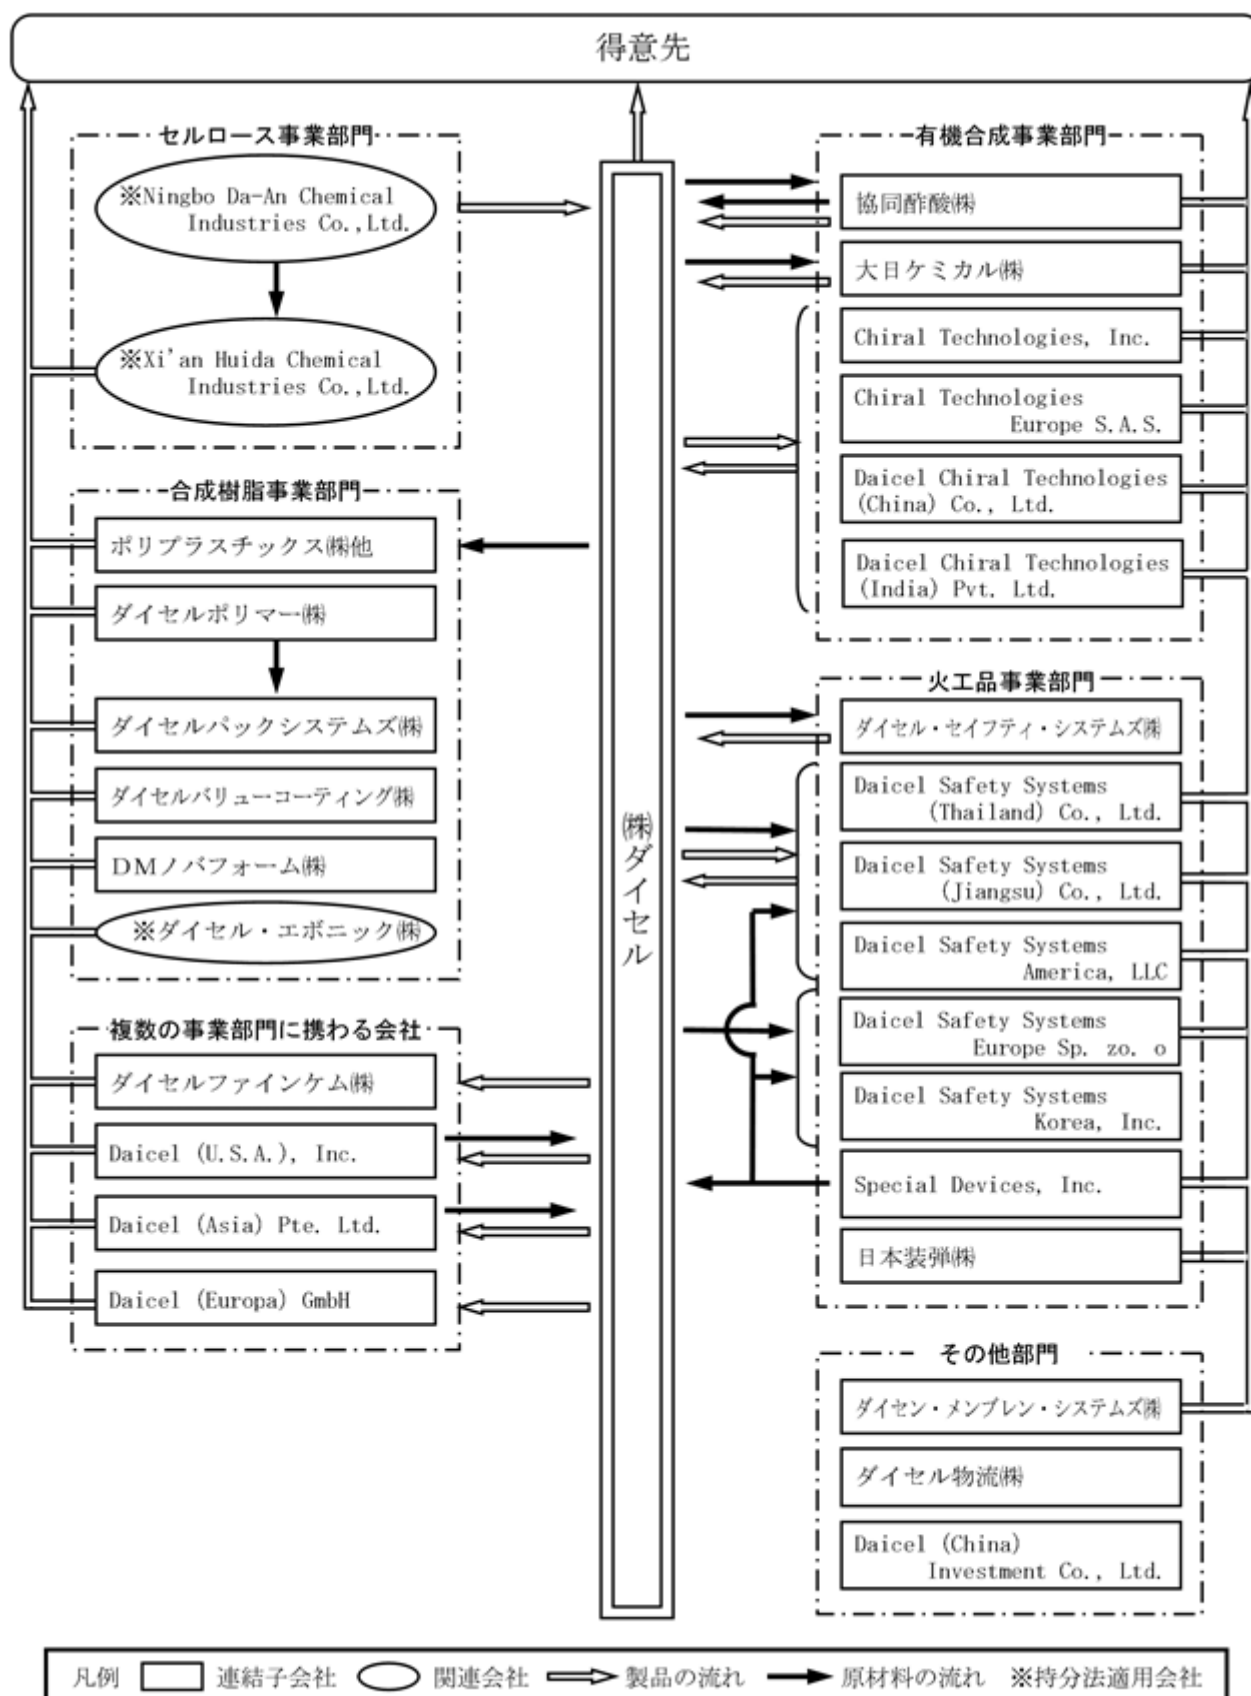 得意先
セルロース事業部門
※Ningbo Da-An Chemical
Industries Co.,Ltd.
※Xi'an Huida Chemical
Industries Co.,Ltd.
合成樹脂事業部門
ポリプラスチックス㈱他
ダイセルポリマー㈱
ダイセルパックシステムズ㈱
ダイセルバリューコーティング㈱
DMノバフォーム㈱
※ダイセル・エボニック㈱
複数の事業部門に携わる会社
ダイセルファインケム㈱
Daicel (U.S.A.), Inc.
Daicel (Asia) Pte. Ltd.
Daicel (Europa) GmbH
㈱ダイセル
有機合成事業部門
協同酢酸㈱
大日ケミカル㈱
Chiral Technologies, Inc.
Chiral Technologies
Europe S.A.S.
Daicel Chiral Technologies
(China) Co., Ltd.
Daicel Chiral Technologies
(India) Pvt. Ltd.
火工品事業部門
ダイセル・セイフティ・システムズ㈱
Daicel Safety Systems
(Thailand) Co., Ltd.
Daicel Safety Systems
(Jiangsu) Co., Ltd.
Daicel Safety Systems
America, LLC
Daicel Safety Systems
Europe Sp. zo. o
Daicel Safety Systems
Korea, Inc.
Special Devices, Inc.
日本装弾㈱
その他部門
ダイセン・メンブレン・システムズ㈱
ダイセル物流㈱
Daicel (China)
Investment Co., Ltd.
凡例 連結子会社 関連会社 製品の流れ 原材料の流れ ※持分法適用会社